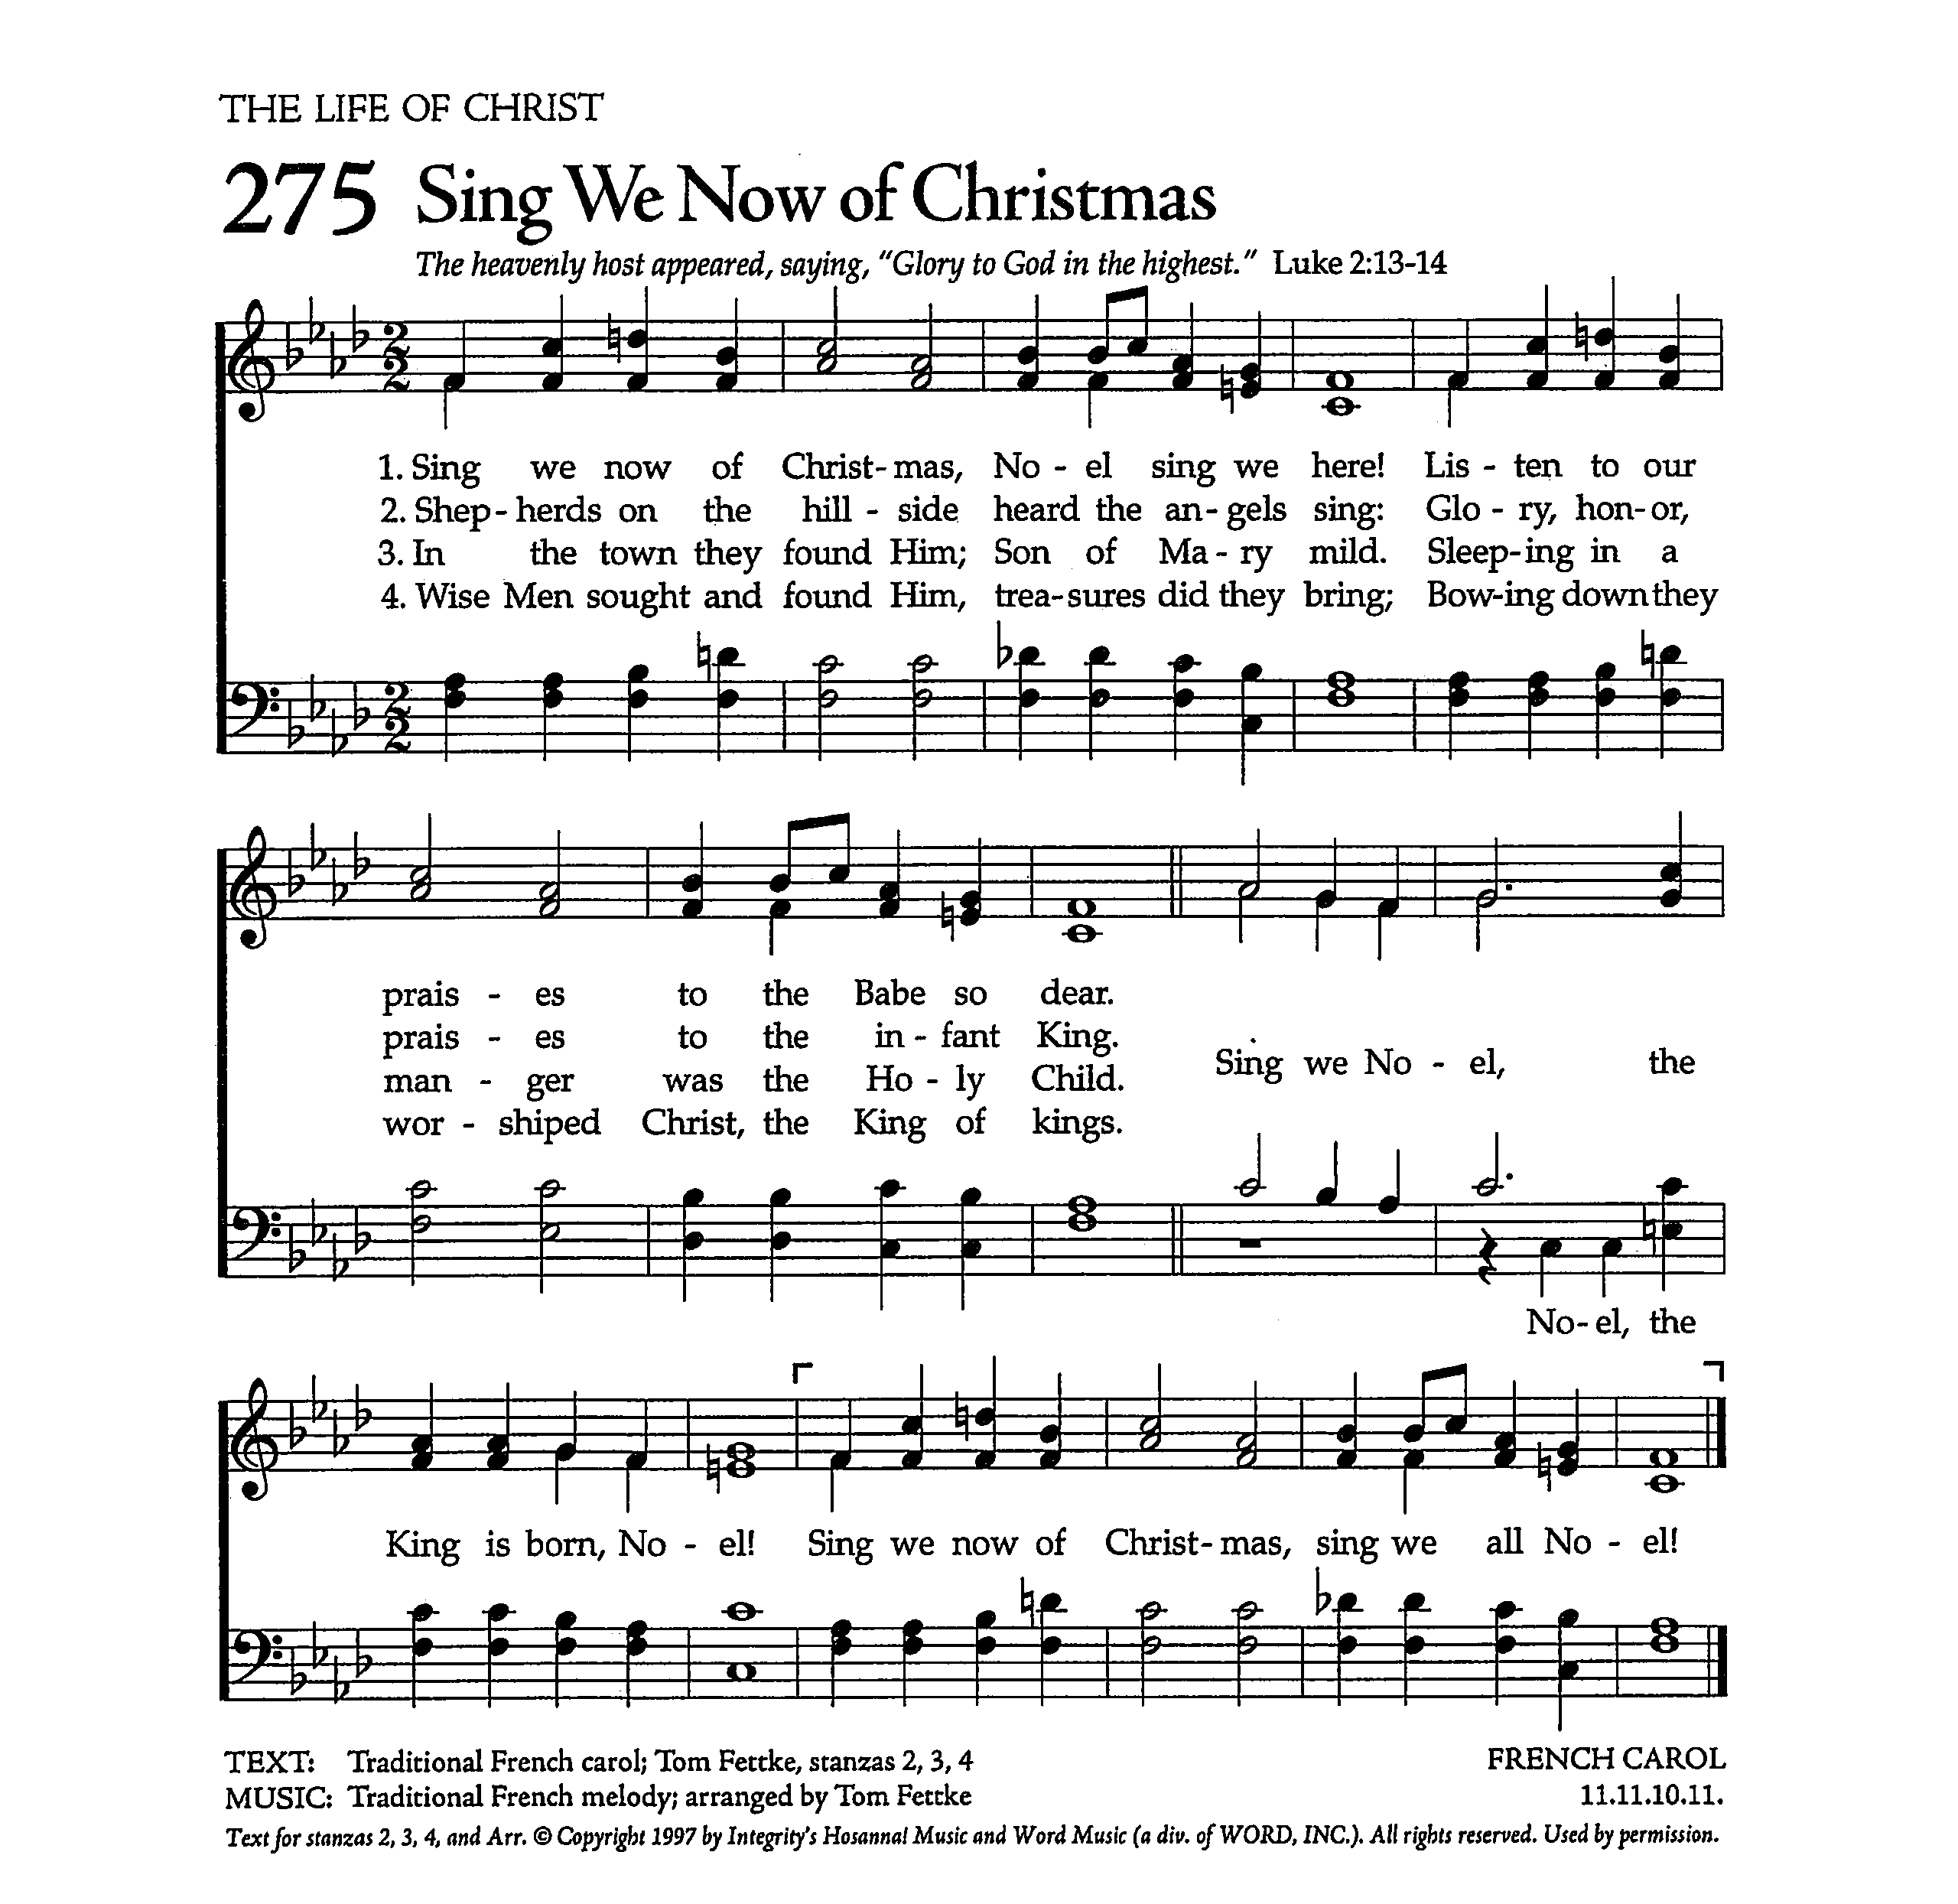 THE LIFE OF CHRIST
275 Sing We Now of Christmas
The heavenly host appeared, saying, "Glory to God in the highest." Luke 2:13-14
1. Sing we now of Christ-mas, No - el sing we here! Lis - ten to our
2. Shep-herds on the hill - side heard the an-gels sing: Glo - ry, hon-or,
3. In the town they found Him; Son of Ma - ry mild. Sleep-ing in a
4. Wise Men sought and found Him, trea-sures did they bring; Bow-ing down they
prais - es to the Babe so dear.
prais - es to the in - fant King.
man - ger was the Ho - ly Child.
wor - shiped Christ, the King of kings.
Sing we No - el, the
No-el, the
King is born, No - el! Sing we now of Christ-mas, sing we all No - el!
TEXT: Traditional French carol; Tom Fettke, stanzas 2, 3, 4
MUSIC: Traditional French melody; arranged by Tom Fettke
FRENCH CAROL
11.11.10.11.
Text for stanzas 2, 3, 4, and Arr. © Copyright 1997 by Integrity's Hosanna! Music and Word Music (a div. of WORD, INC.). All rights reserved. Used by permission.